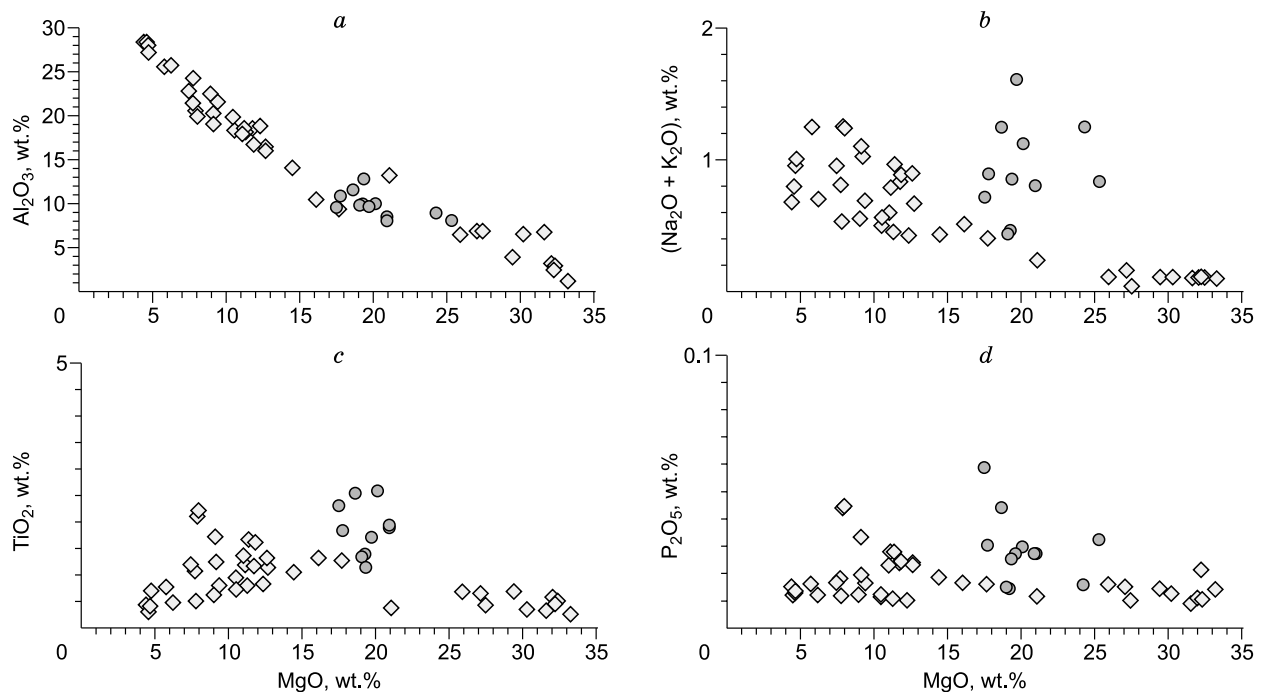 a
30
25
20
15
10
5
Al₂O₃, wt.%
0 5 10 15 20 25 30 35
b
2
1
(Na₂O + K₂O), wt.%
0 5 10 15 20 25 30 35
c
5
TiO₂, wt.%
0 5 10 15 20 25 30 35
MgO, wt.%
d
0.1
P₂O₅, wt.%
0 5 10 15 20 25 30 35
MgO, wt.%